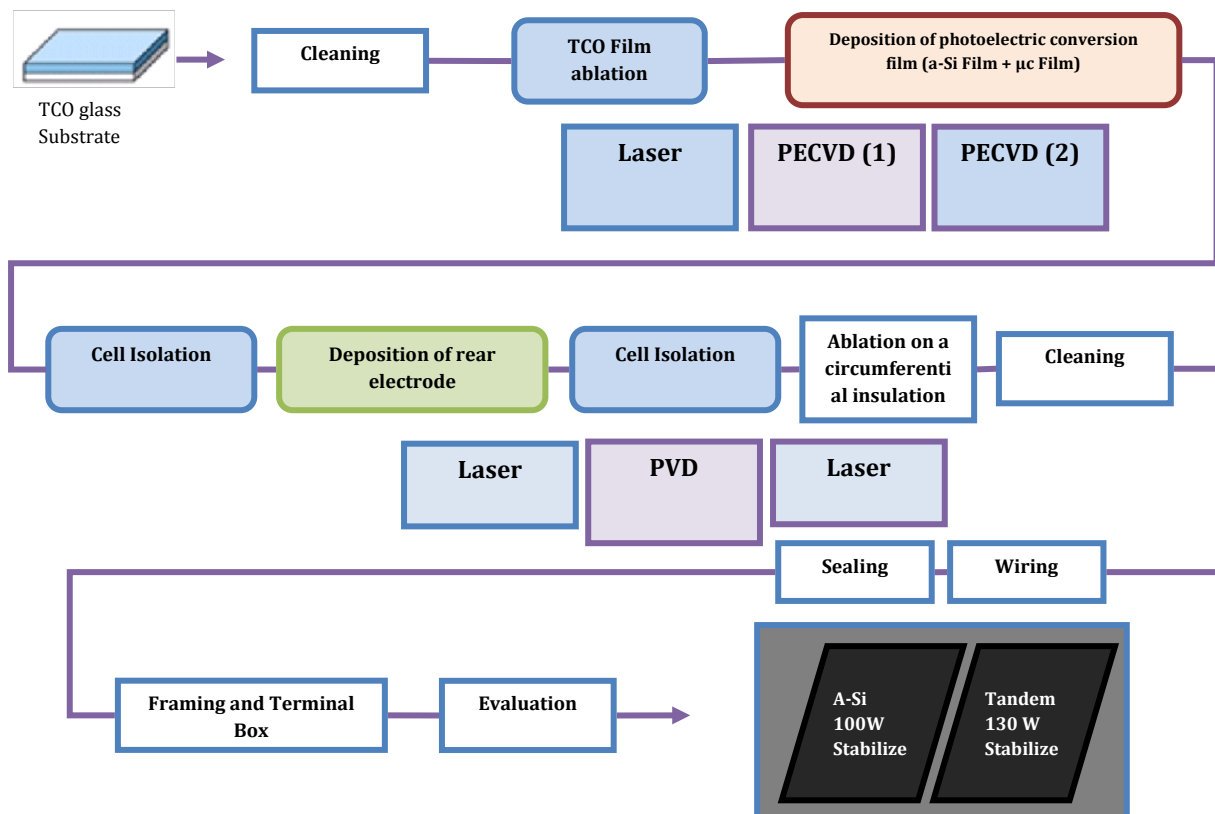 TCO glass
Substrate
Cleaning
TCO Film
ablation
Deposition of photoelectric conversion
film (a-Si Film + μc Film)
Laser
PECVD (1)
PECVD (2)
Cell Isolation
Deposition of rear
electrode
Cell Isolation
Ablation on a
circumferenti
al insulation
Cleaning
Laser
PVD
Laser
Sealing
Wiring
Framing and Terminal
Box
Evaluation
A-Si
100W
Stabilize
Tandem
130 W
Stabilize